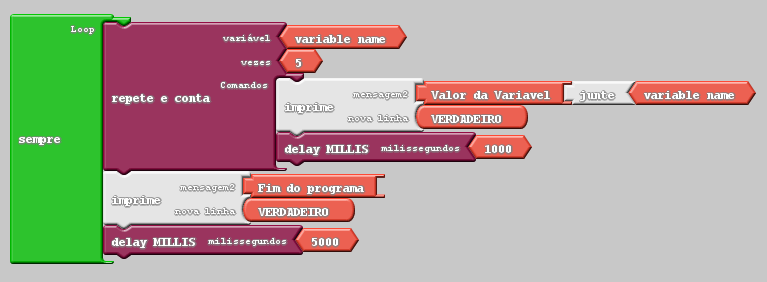 Loop
sempre
repete e conta
variável variable name
vezes 5
Comandos
imprime
mensagem2 Valor da Variavel junte variable name
nova linha VERDADEIRO
delay MILLIS milissegundos 1000
imprime
mensagem2 Fim do programa
nova linha VERDADEIRO
delay MILLIS milissegundos 5000